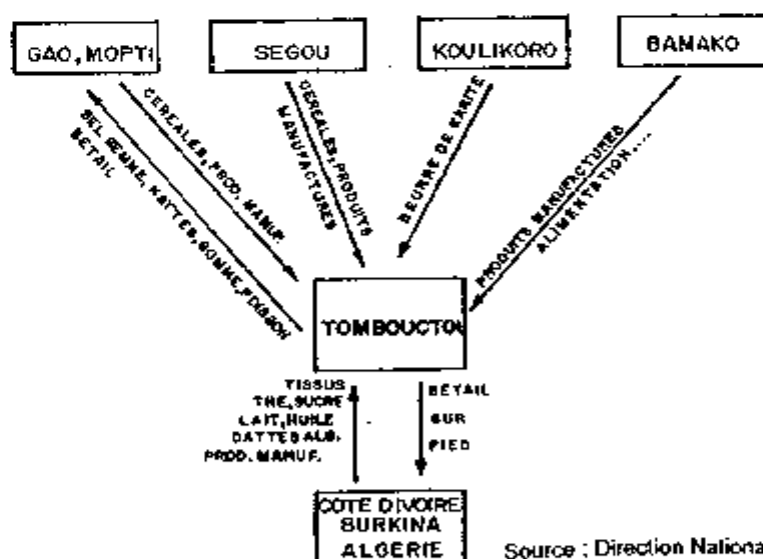 GAO, MOPTI
SEGOU
KOULIKORO
BAMAKO
CEREALES, PROD. MANUF.
SEL GEMME, NATTES, GOMME, POISSON
BETAIL
CEREALES, PRODUITS
MANUFACTURES
BEURRE DE KARITE
PRODUITS MANUFACTURES
ALIMENTATION....
TOMBOUCTOU
TISSUS
THE, SUCRE
LAIT, HUILE
DATTES ALG.
PROD. MANUF.
BETAIL
SUR
PIED
COTE D'IVOIRE
BURKINA
ALGERIE
Source : Direction Nationa